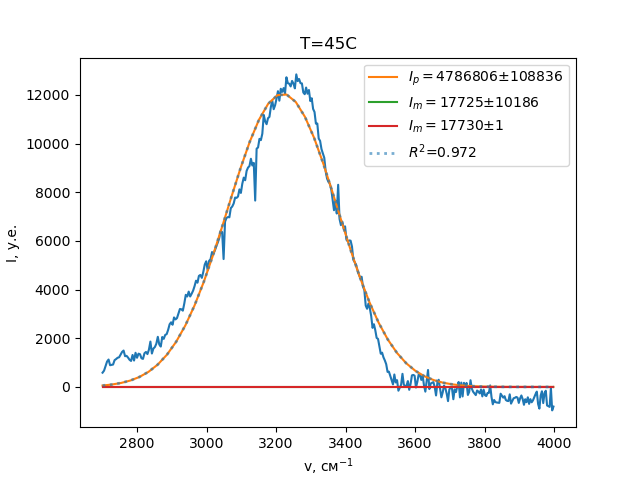 T=45C
I_p = 4786806±108836
I_m = 17725±10186
I_m = 17730±1
R²=0.972
12000
10000
8000
6000
4000
2000
0
I, у.е.
2800 3000 3200 3400 3600 3800 4000
v, см⁻¹